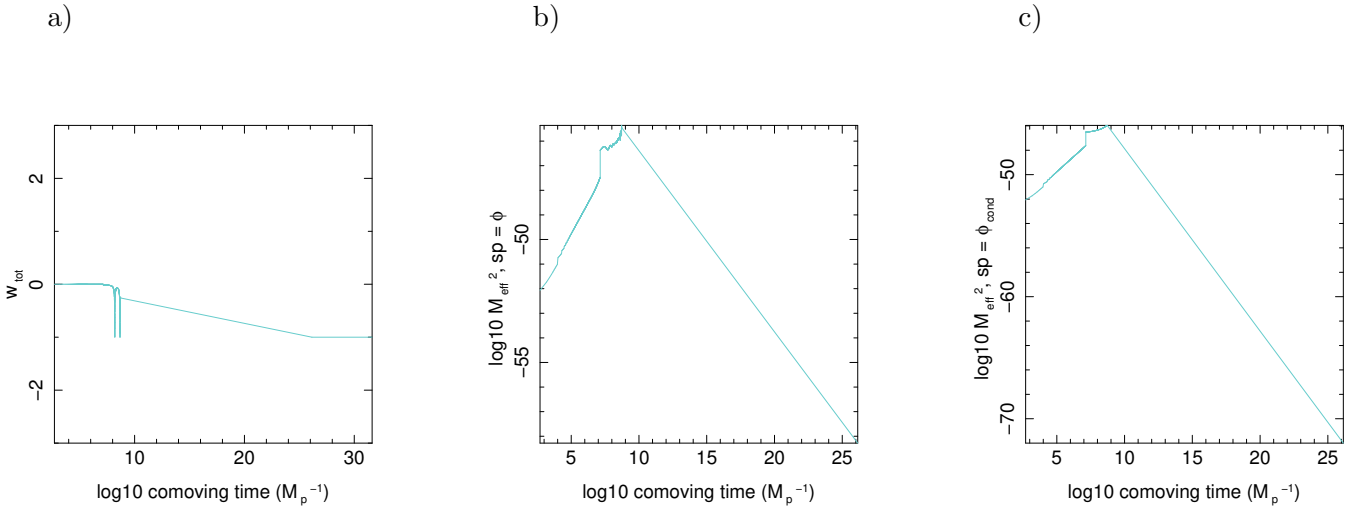 a)
b)
c)
w_tot
2
0
−2
10
20
30
log10 comoving time (M_p^−1)
log10 M_eff^2, sp = ϕ
−50
−55
5
10
15
20
25
log10 comoving time (M_p^−1)
log10 M_eff^2, sp = ϕ_cond
−50
−60
−70
5
10
15
20
25
log10 comoving time (M_p^−1)